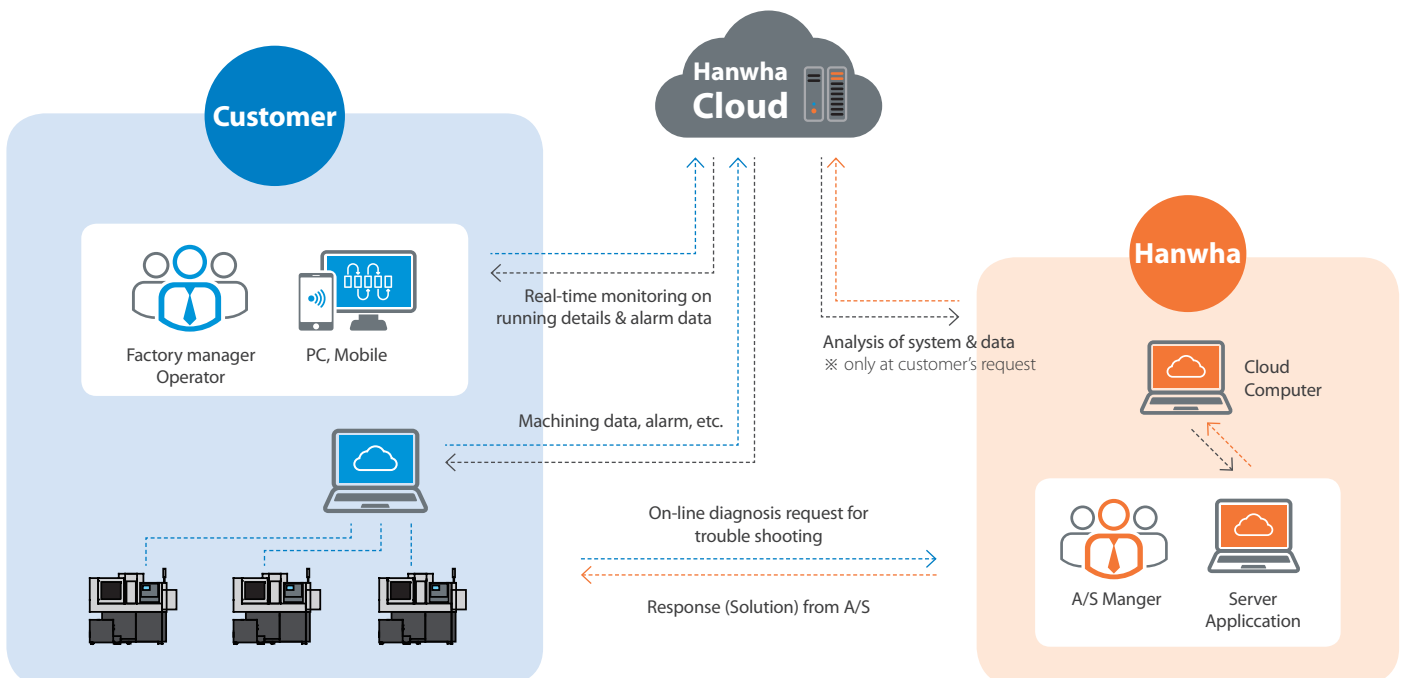 Hanwha
Cloud
Customer
Factory manager
Operator
PC, Mobile
Real-time monitoring on
running details & alarm data
Machining data, alarm, etc.
Hanwha
Analysis of system & data
※ only at customer's request
Cloud
Computer
On-line diagnosis request for
trouble shooting
Response (Solution) from A/S
A/S Manger
Server
Appliccation